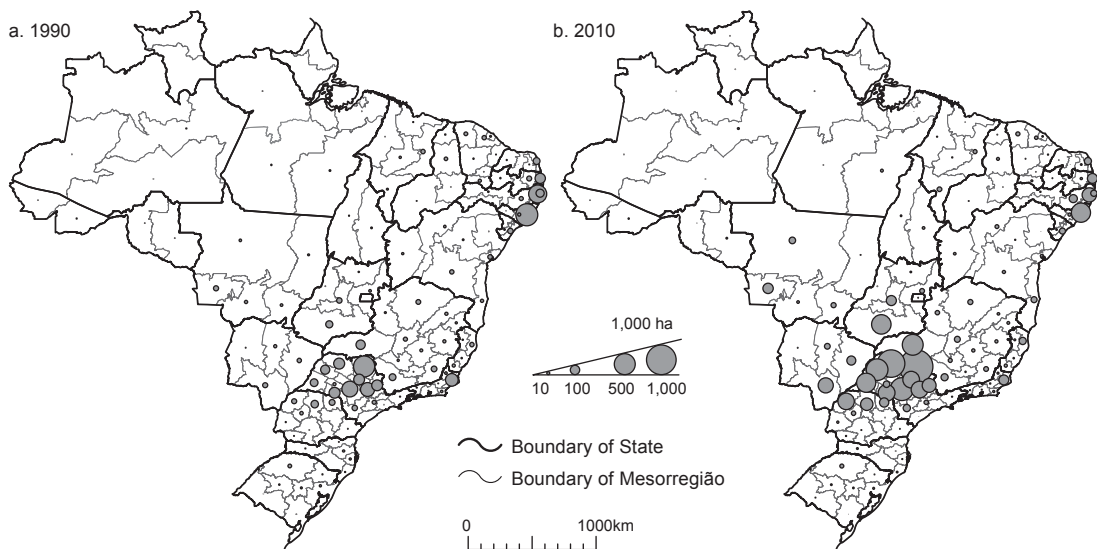 a. 1990
b. 2010
1,000 ha
10 100 500 1,000
Boundary of State
Boundary of Mesorregião
0 1000km